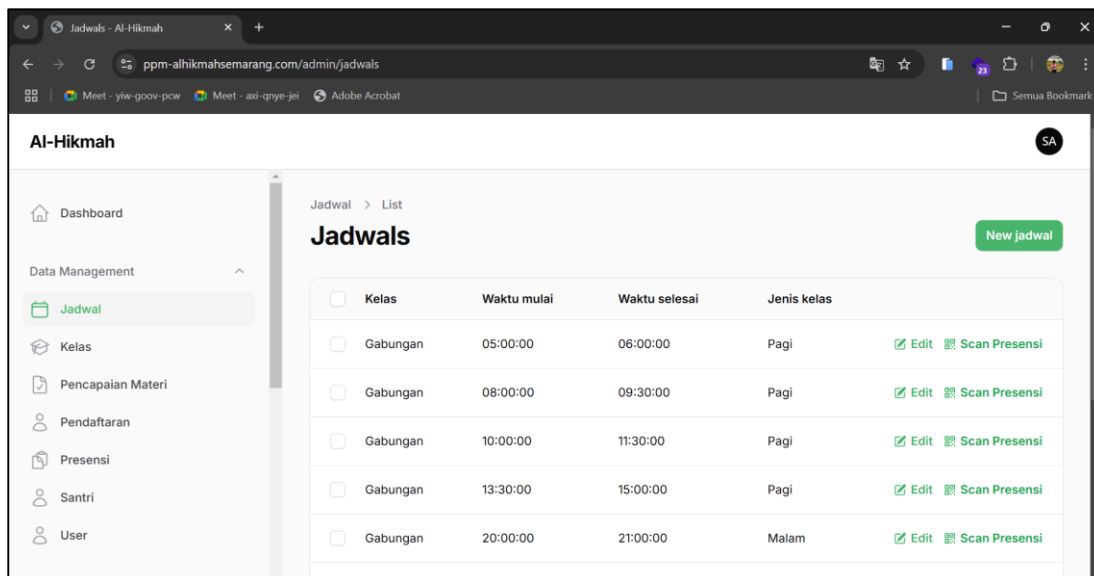 Jadwals - Al-Hikmah
ppm-alhikmahsemarang.com/admin/jadwals
23
Meet - yiw-goov-pcw Meet - axi-qnye-jei Adobe Acrobat Semua Bookmark
Al-Hikmah
SA
Dashboard
Data Management
Jadwal
Kelas
Pencapaian Materi
Pendaftaran
Presensi
Santri
User
Jadwal > List
Jadwals
New jadwal
Kelas Waktu mulai Waktu selesai Jenis kelas
Gabungan 05:00:00 06:00:00 Pagi Edit Scan Presensi
Gabungan 08:00:00 09:30:00 Pagi Edit Scan Presensi
Gabungan 10:00:00 11:30:00 Pagi Edit Scan Presensi
Gabungan 13:30:00 15:00:00 Pagi Edit Scan Presensi
Gabungan 20:00:00 21:00:00 Malam Edit Scan Presensi